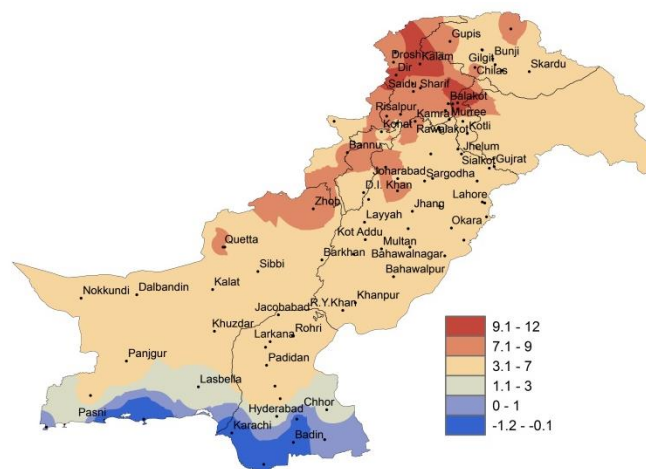 Gupis
Bunji
Drosh
Kalam
Gilgit
Dir
Chilas
Skardu
Saidu Sharif
Balakot
Risalpur
Kamra
Murree
Kohat
Rawalakot
Kotli
Bannu
Jhelum
Sialkot
Gujrat
Joharabad
Sargodha
D.I. Khan
Zhob
Lahore
Layyah
Jhang
Okara
Quetta
Kot Addu
Multan
Barkhan
Bahawalnagar
Sibbi
Bahawalpur
Nokkundi
Dalbandin
Kalat
Khanpur
R.Y.Khan
Jacobabad
Khuzdar
Rohri
Larkana
Panjgur
Padidan
Lasbella
Chhor
Pasni
Hyderabad
Karachi
Badin
9.1 - 12
7.1 - 9
3.1 - 7
1.1 - 3
0 - 1
-1.2 - -0.1